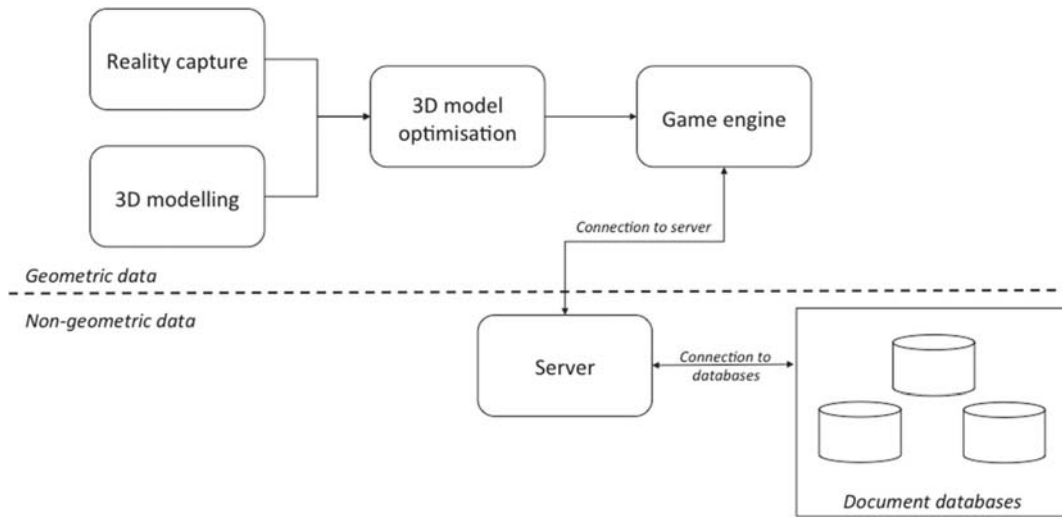 Reality capture
3D model
optimisation
Game engine
3D modelling
Connection to server
Geometric data
Non-geometric data
Server
Connection to
databases
Document databases